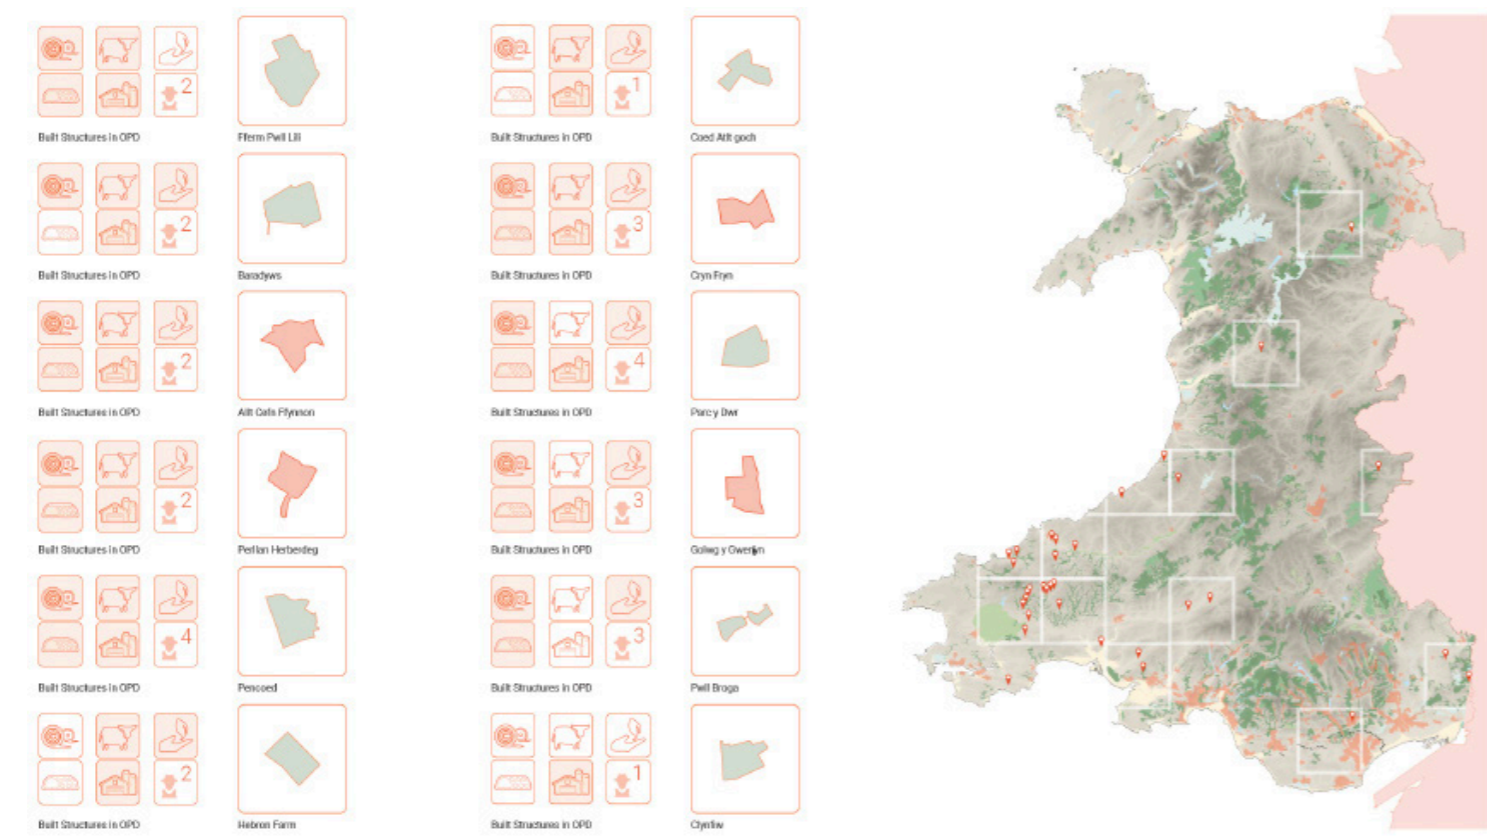 2
1
Built Structures in OPD
Fferm Pwll Lili
Built Structures in OPD
Coed Allt goch
2
3
Built Structures in OPD
Baradyws
Built Structures in OPD
Cryn Fryn
2
4
Built Structures in OPD
Allt Cefn Ffynnon
Built Structures in OPD
Parc y Dwr
2
3
Built Structures in OPD
Perllan Herberdeg
Built Structures in OPD
Golwg y Gwenlyn
4
3
Built Structures in OPD
Pencoed
Built Structures in OPD
Pwll Broga
2
1
Built Structures in OPD
Hebron Farm
Built Structures in OPD
Clynfiw